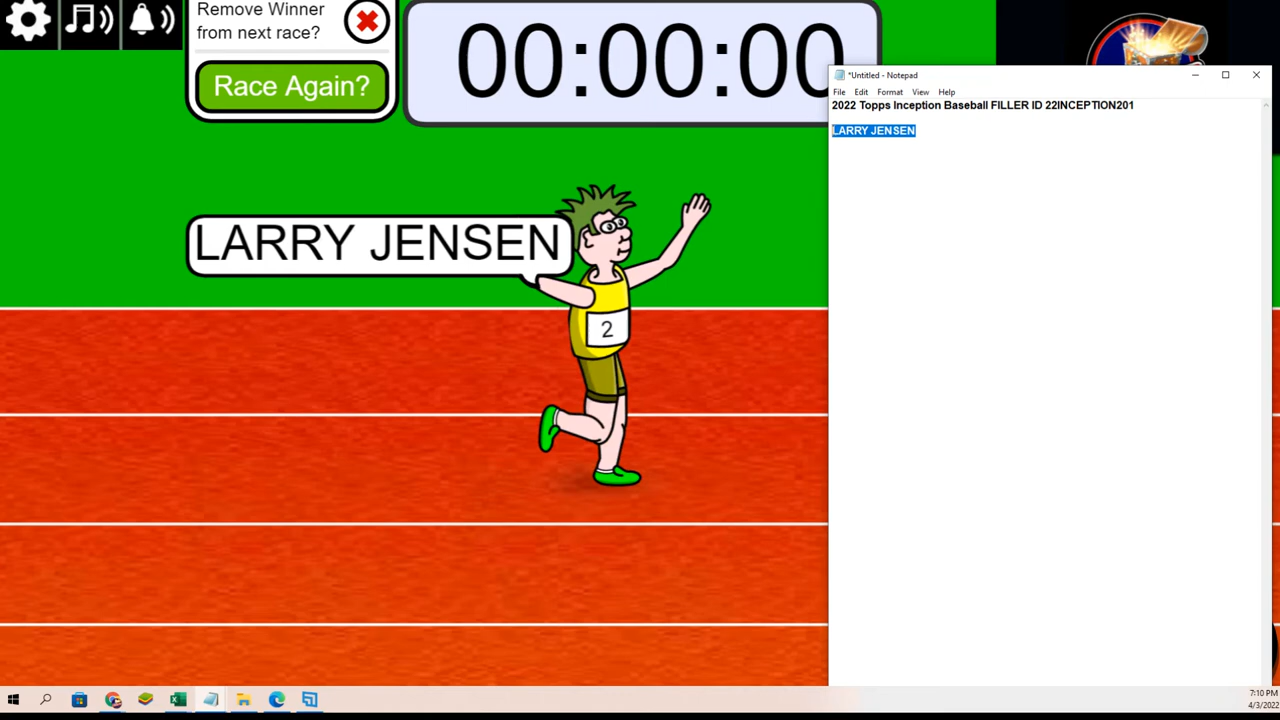 Remove Winner
from next race?
Race Again?
00:00:00
LARRY JENSEN
2
*Untitled - Notepad
File Edit Format View Help
2022 Topps Inception Baseball FILLER ID 22INCEPTION201
LARRY JENSEN
7:10 PM
4/3/2022